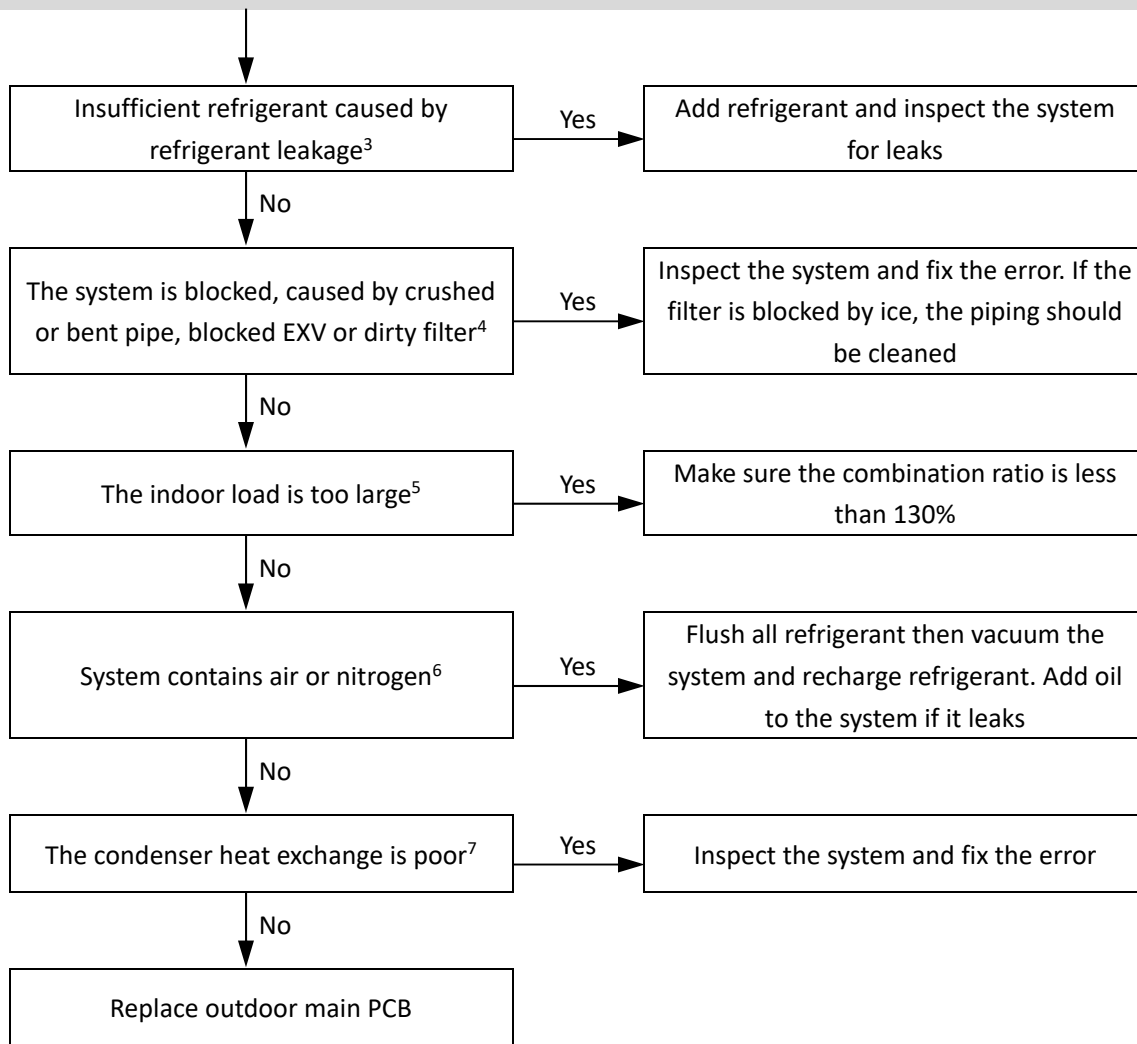 Insufficient refrigerant caused by
refrigerant leakage³
Yes
Add refrigerant and inspect the system
for leaks
No
The system is blocked, caused by crushed
or bent pipe, blocked EXV or dirty filter⁴
Yes
Inspect the system and fix the error. If the
filter is blocked by ice, the piping should
be cleaned
No
The indoor load is too large⁵
Yes
Make sure the combination ratio is less
than 130%
No
System contains air or nitrogen⁶
Yes
Flush all refrigerant then vacuum the
system and recharge refrigerant. Add oil
to the system if it leaks
No
The condenser heat exchange is poor⁷
Yes
Inspect the system and fix the error
No
Replace outdoor main PCB